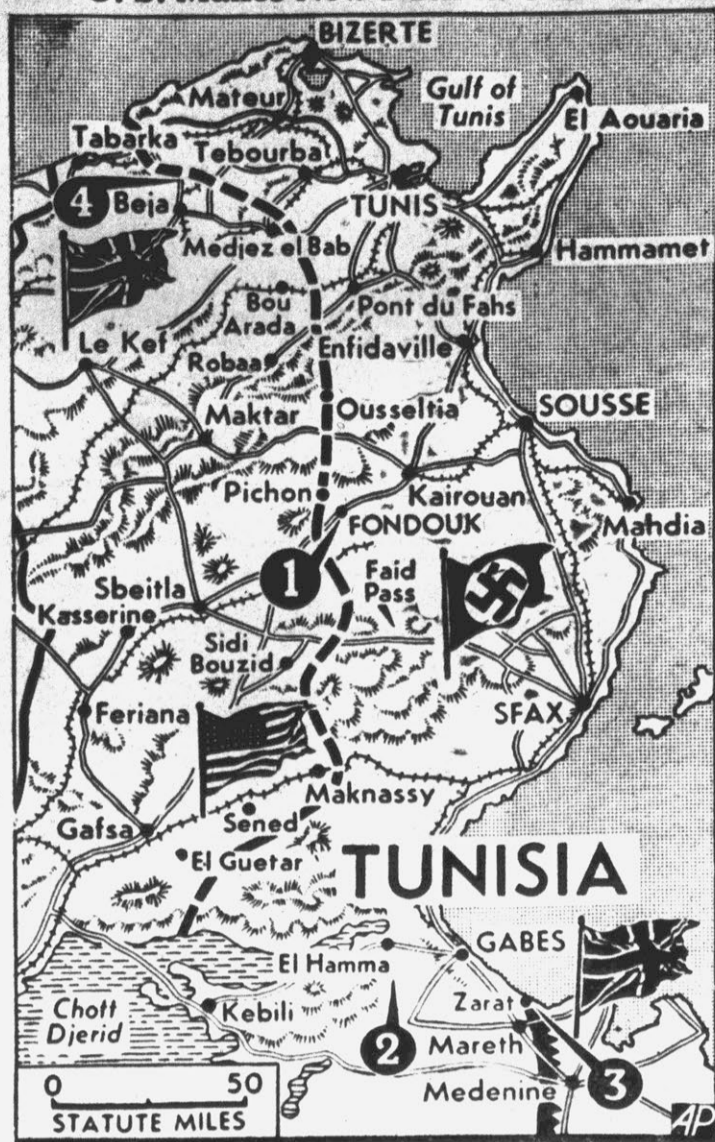 BIZERTE
Mateur
Gulf of
Tunis
El Aouaria
Tabarka
Tebourba
4 Beja
TUNIS
Medjez el Bab
Hammamet
Bou
Arada
Pont du Fahs
Le Kef
Robaa
Enfidaville
Maktar
Ousseltia
SOUSSE
Pichon
Kairouan
FONDOUK
Mahdia
1
Faid
Pass
Sbeitla
Kasserine
Sidi
Bouzid
Feriana
SFAX
Maknassy
Gafsa
Sened
El Guetar
TUNISIA
GABES
El Hamma
Chott
Djerid
Kebili
Zarat
Mareth
2
Medenine
3
0 50
STATUTE MILES
AP